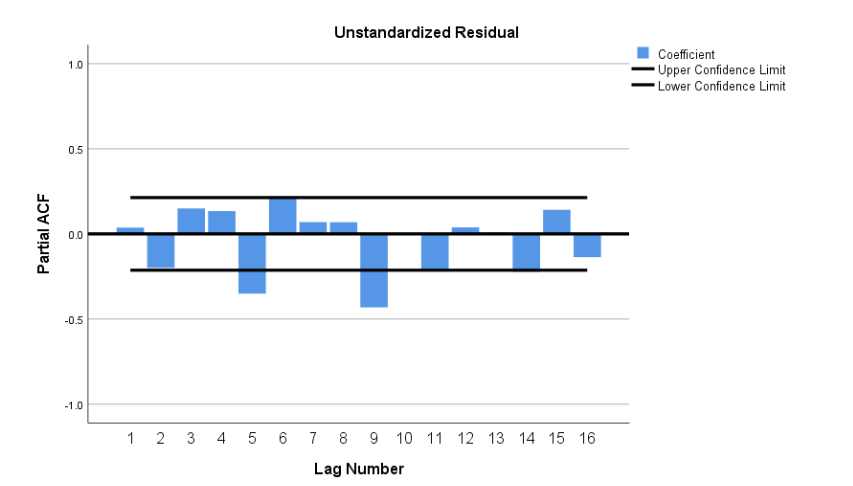 Unstandardized Residual
Coefficient
Upper Confidence Limit
Lower Confidence Limit
Partial ACF
1.0
0.5
0.0
-0.5
-1.0
1 2 3 4 5 6 7 8 9 10 11 12 13 14 15 16
Lag Number